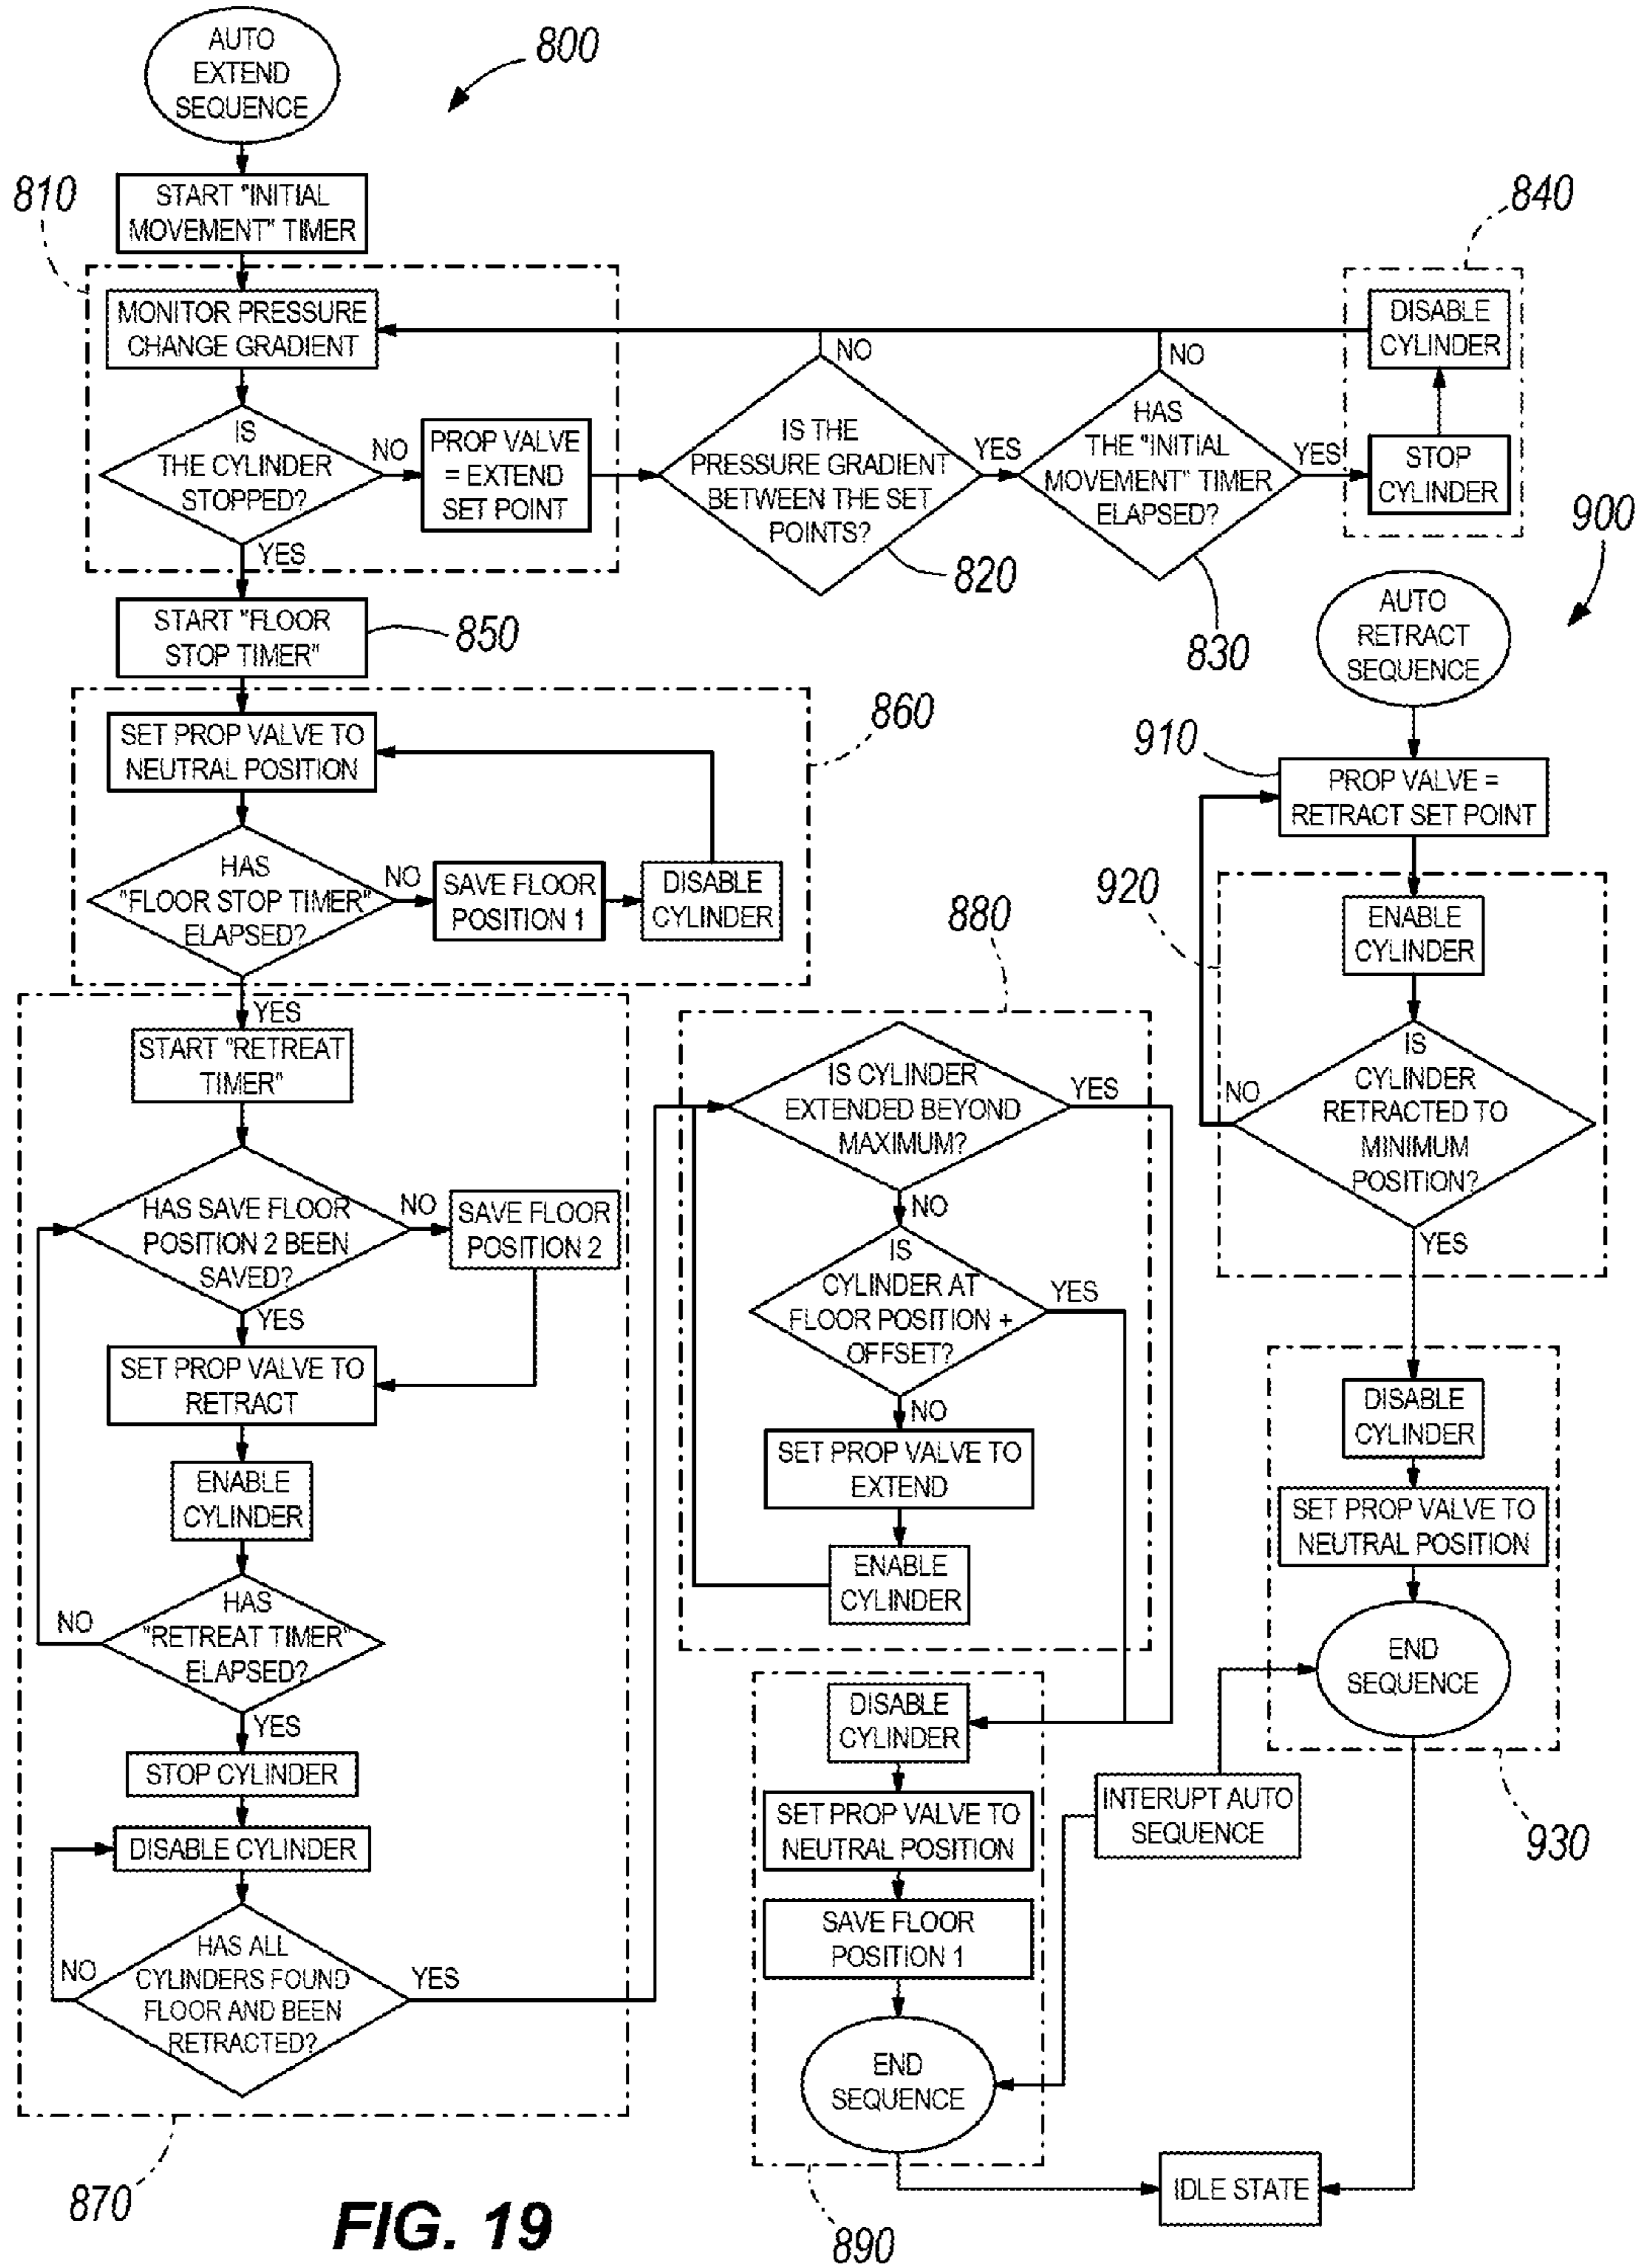 AUTO
EXTEND
SEQUENCE
800
START "INITIAL
MOVEMENT" TIMER
810
MONITOR PRESSURE
CHANGE GRADIENT
IS
THE CYLINDER
STOPPED?
NO
YES
PROP VALVE
= EXTEND
SET POINT
NO
IS THE
PRESSURE GRADIENT
BETWEEN THE SET
POINTS?
YES
820
NO
HAS
THE "INITIAL
MOVEMENT" TIMER
ELAPSED?
YES
830
840
DISABLE
CYLINDER
STOP
CYLINDER
START "FLOOR
STOP TIMER"
850
860
SET PROP VALVE TO
NEUTRAL POSITION
HAS
"FLOOR STOP TIMER"
ELAPSED?
NO
SAVE FLOOR
POSITION 1
DISABLE
CYLINDER
YES
START "RETREAT
TIMER"
HAS SAVE FLOOR
POSITION 2 BEEN
SAVED?
NO
SAVE FLOOR
POSITION 2
YES
SET PROP VALVE TO
RETRACT
ENABLE
CYLINDER
HAS
"RETREAT TIMER"
ELAPSED?
NO
YES
STOP CYLINDER
DISABLE CYLINDER
HAS ALL
CYLINDERS FOUND
FLOOR AND BEEN
RETRACTED?
NO
YES
870
880
IS CYLINDER
EXTENDED BEYOND
MAXIMUM?
YES
NO
IS
CYLINDER AT
FLOOR POSITION +
OFFSET?
YES
NO
SET PROP VALVE TO
EXTEND
ENABLE
CYLINDER
DISABLE
CYLINDER
SET PROP VALVE TO
NEUTRAL POSITION
SAVE FLOOR
POSITION 1
END
SEQUENCE
890
900
AUTO
RETRACT
SEQUENCE
910
PROP VALVE =
RETRACT SET POINT
920
ENABLE
CYLINDER
IS
CYLINDER
RETRACTED TO
MINIMUM
POSITION?
NO
YES
DISABLE
CYLINDER
SET PROP VALVE TO
NEUTRAL POSITION
END
SEQUENCE
930
INTERUPT AUTO
SEQUENCE
IDLE STATE
FIG. 19